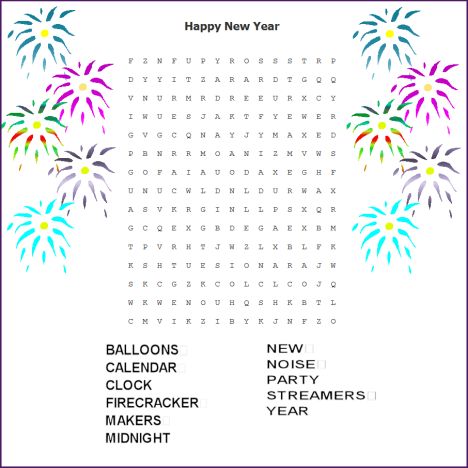 Happy New Year
F Z N F U P Y R O S S S T R P
D Y Y I T Z A R A R D T G Q Q
J Y U R M R D R E E U R X C X
I W U E S J A K T F Y K W E R
G V G C Q N A Y J Y M A X E D
Q B N R R M O A N I Z M V W S
G O F A I A U O D A X E G H F
U N U C W L D N L D U R W A X
A S V K R G I N L L P S X Q R
G C Q E X G B D E G A E X B M
T P V R H T J W Z L X B L F K
K S H T U E S I O N A R A J W
S K C G Z K C O L C L C O J Q
W K W E N O U H Q S H K B T L
C M V I K Z I B Y K J N F Z O
BALLOONS
CALENDAR
CLOCK
FIRECRACKER
MAKERS
MIDNIGHT
NEW
NOISE
PARTY
STREAMERS
YEAR